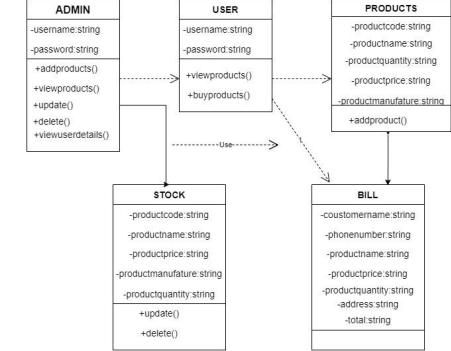 ADMIN
-username:string
-password:string
+addproducts()
+viewproducts()
+update()
+delete()
+viewuserdetails()
USER
-username:string
-password:string
+viewproducts()
+buyproducts()
PRODUCTS
-productcode:string
-productname:string
-productquantity:string
-productprice:string
-productmanufature:string
+addproduct()
Use
STOCK
-productcode:string
-productname:string
-productprice:string
-productmanufature:string
-productquantity:string
+update()
+delete()
BILL
-coustomername:string
-phonenumber:string
-productname:string
-productprice:string
-productquantity:string
-address:string
-total:string